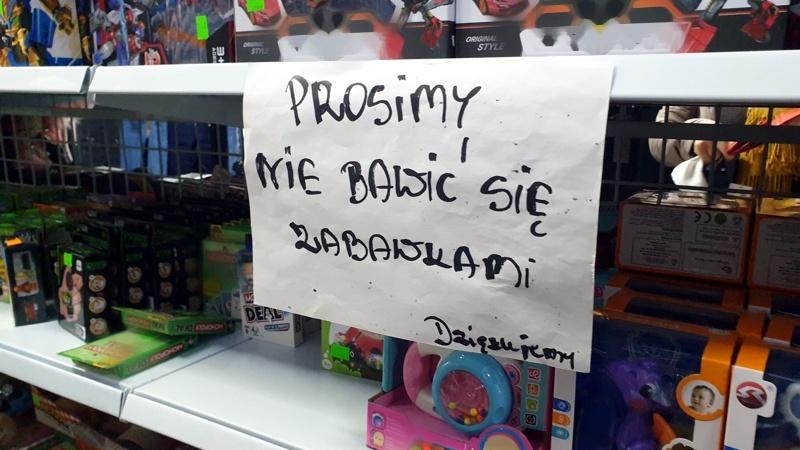 ORIGINAL
STYLE
ORIGINAL
STYLE
PROSIMY
NIE BAWIĆ SIĘ
ZABAWKAMI
Dziękujemy
DEAL